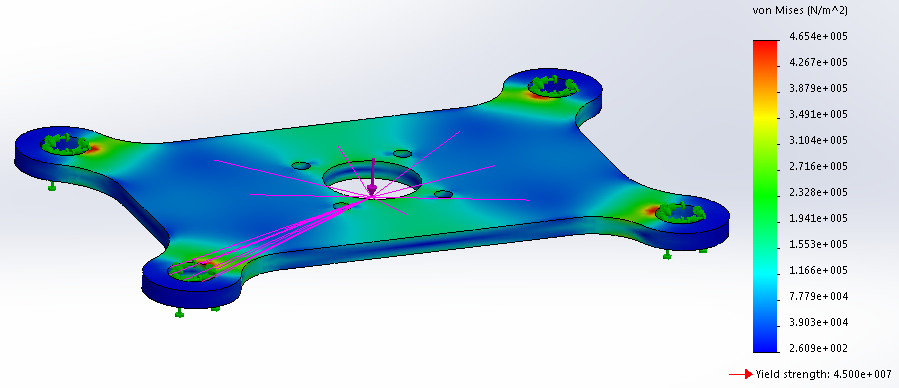 von Mises (N/m^2)
4.654e+005
4.267e+005
3.879e+005
3.491e+005
3.104e+005
2.716e+005
2.328e+005
1.941e+005
1.553e+005
1.166e+005
7.779e+004
3.903e+004
2.609e+002
Yield strength: 4.500e+007